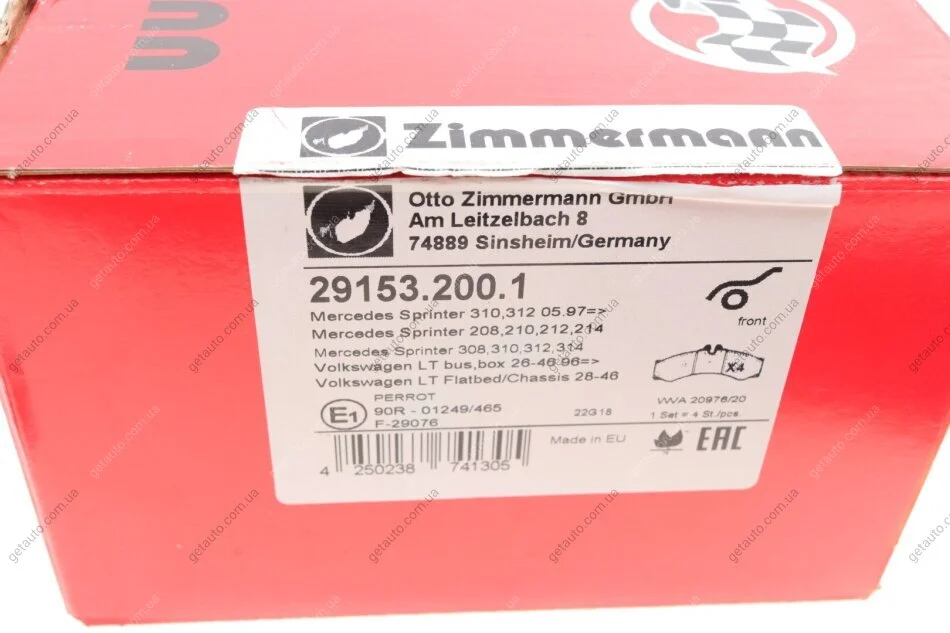 Zimmermann
Otto Zimmermann GmbH
Am Leitzelbach 8
74889 Sinsheim/Germany
29153.200.1
Mercedes Sprinter 310,312 05.97=>
Mercedes Sprinter 208,210,212,214
Mercedes Sprinter 308,310,312,314
Volkswagen LT bus,box 26-46 96=>
Volkswagen LT Flatbed/Chassis 28-46
front
X4
PERROT
E1
90R - 01249/465
F-29076
22G18
WVA 20976/20
1 Set = 4 St./pcs.
Made in EU
EAC
4 250238 741305
getauto.com.ua